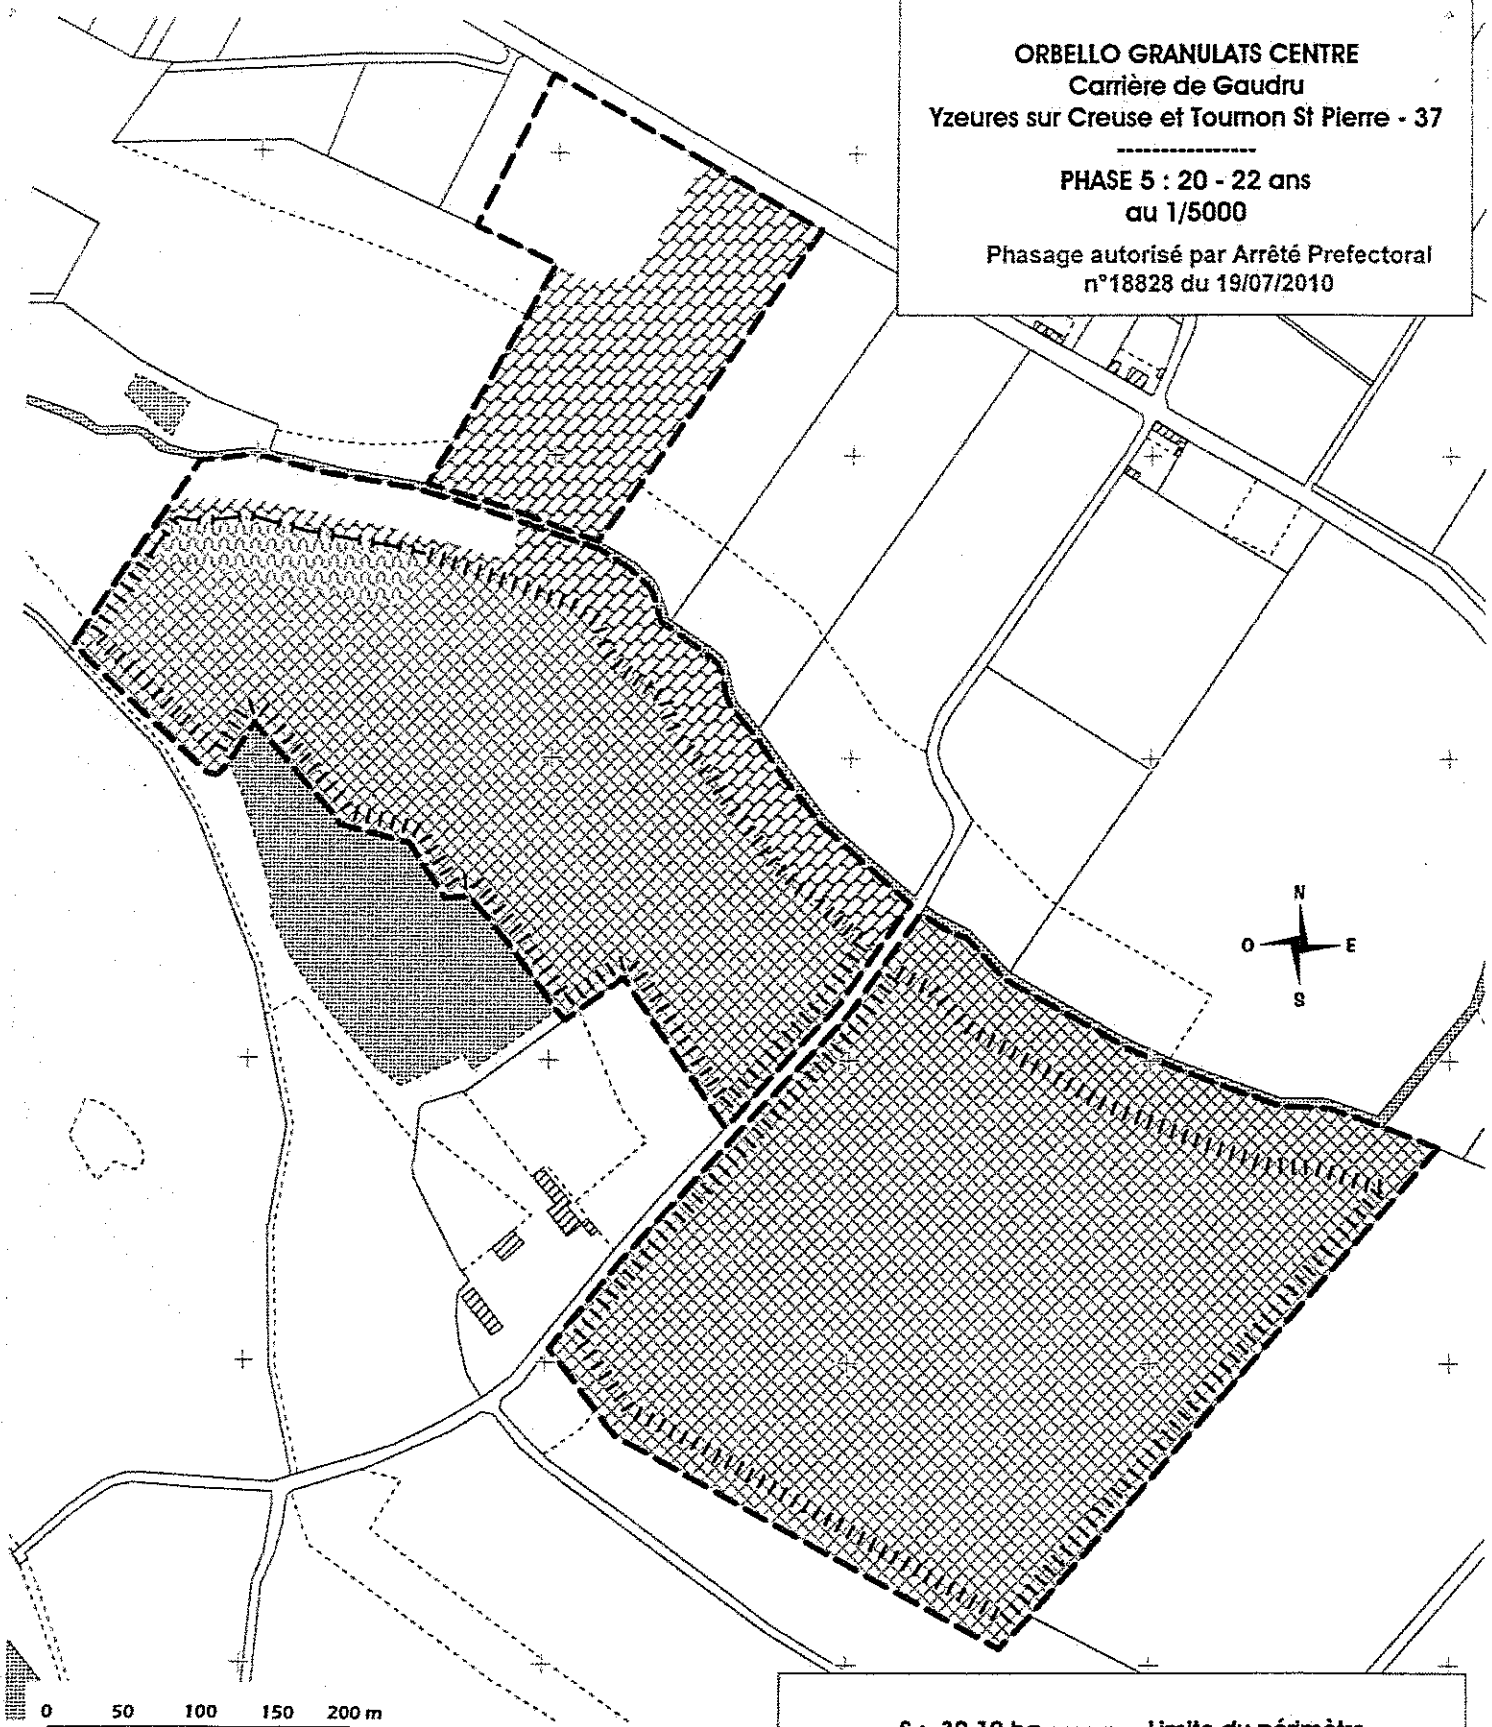 ORBELLO GRANULATS CENTRE
Carrière de Gaudru
Yzeures sur Creuse et Tournon St Pierre - 37
----------------
PHASE 5 : 20 - 22 ans
au 1/5000
Phasage autorisé par Arrêté Prefectoral
n°18828 du 19/07/2010
N
O E
S
0 50 100 150 200 m